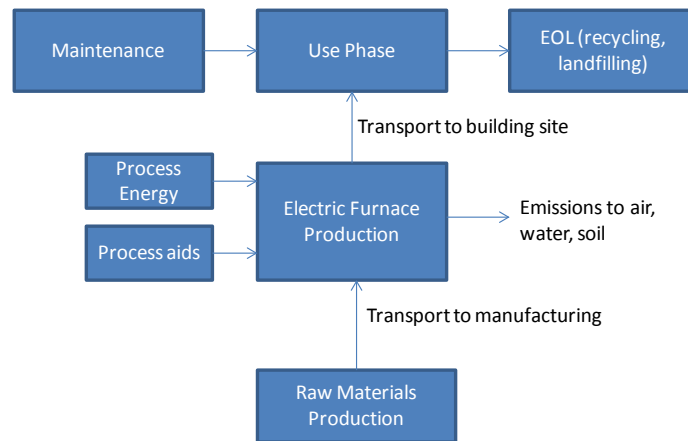 Maintenance
Use Phase
EOL (recycling,
landfilling)
Transport to building site
Process
Energy
Electric Furnace
Production
Emissions to air,
water, soil
Process aids
Transport to manufacturing
Raw Materials
Production